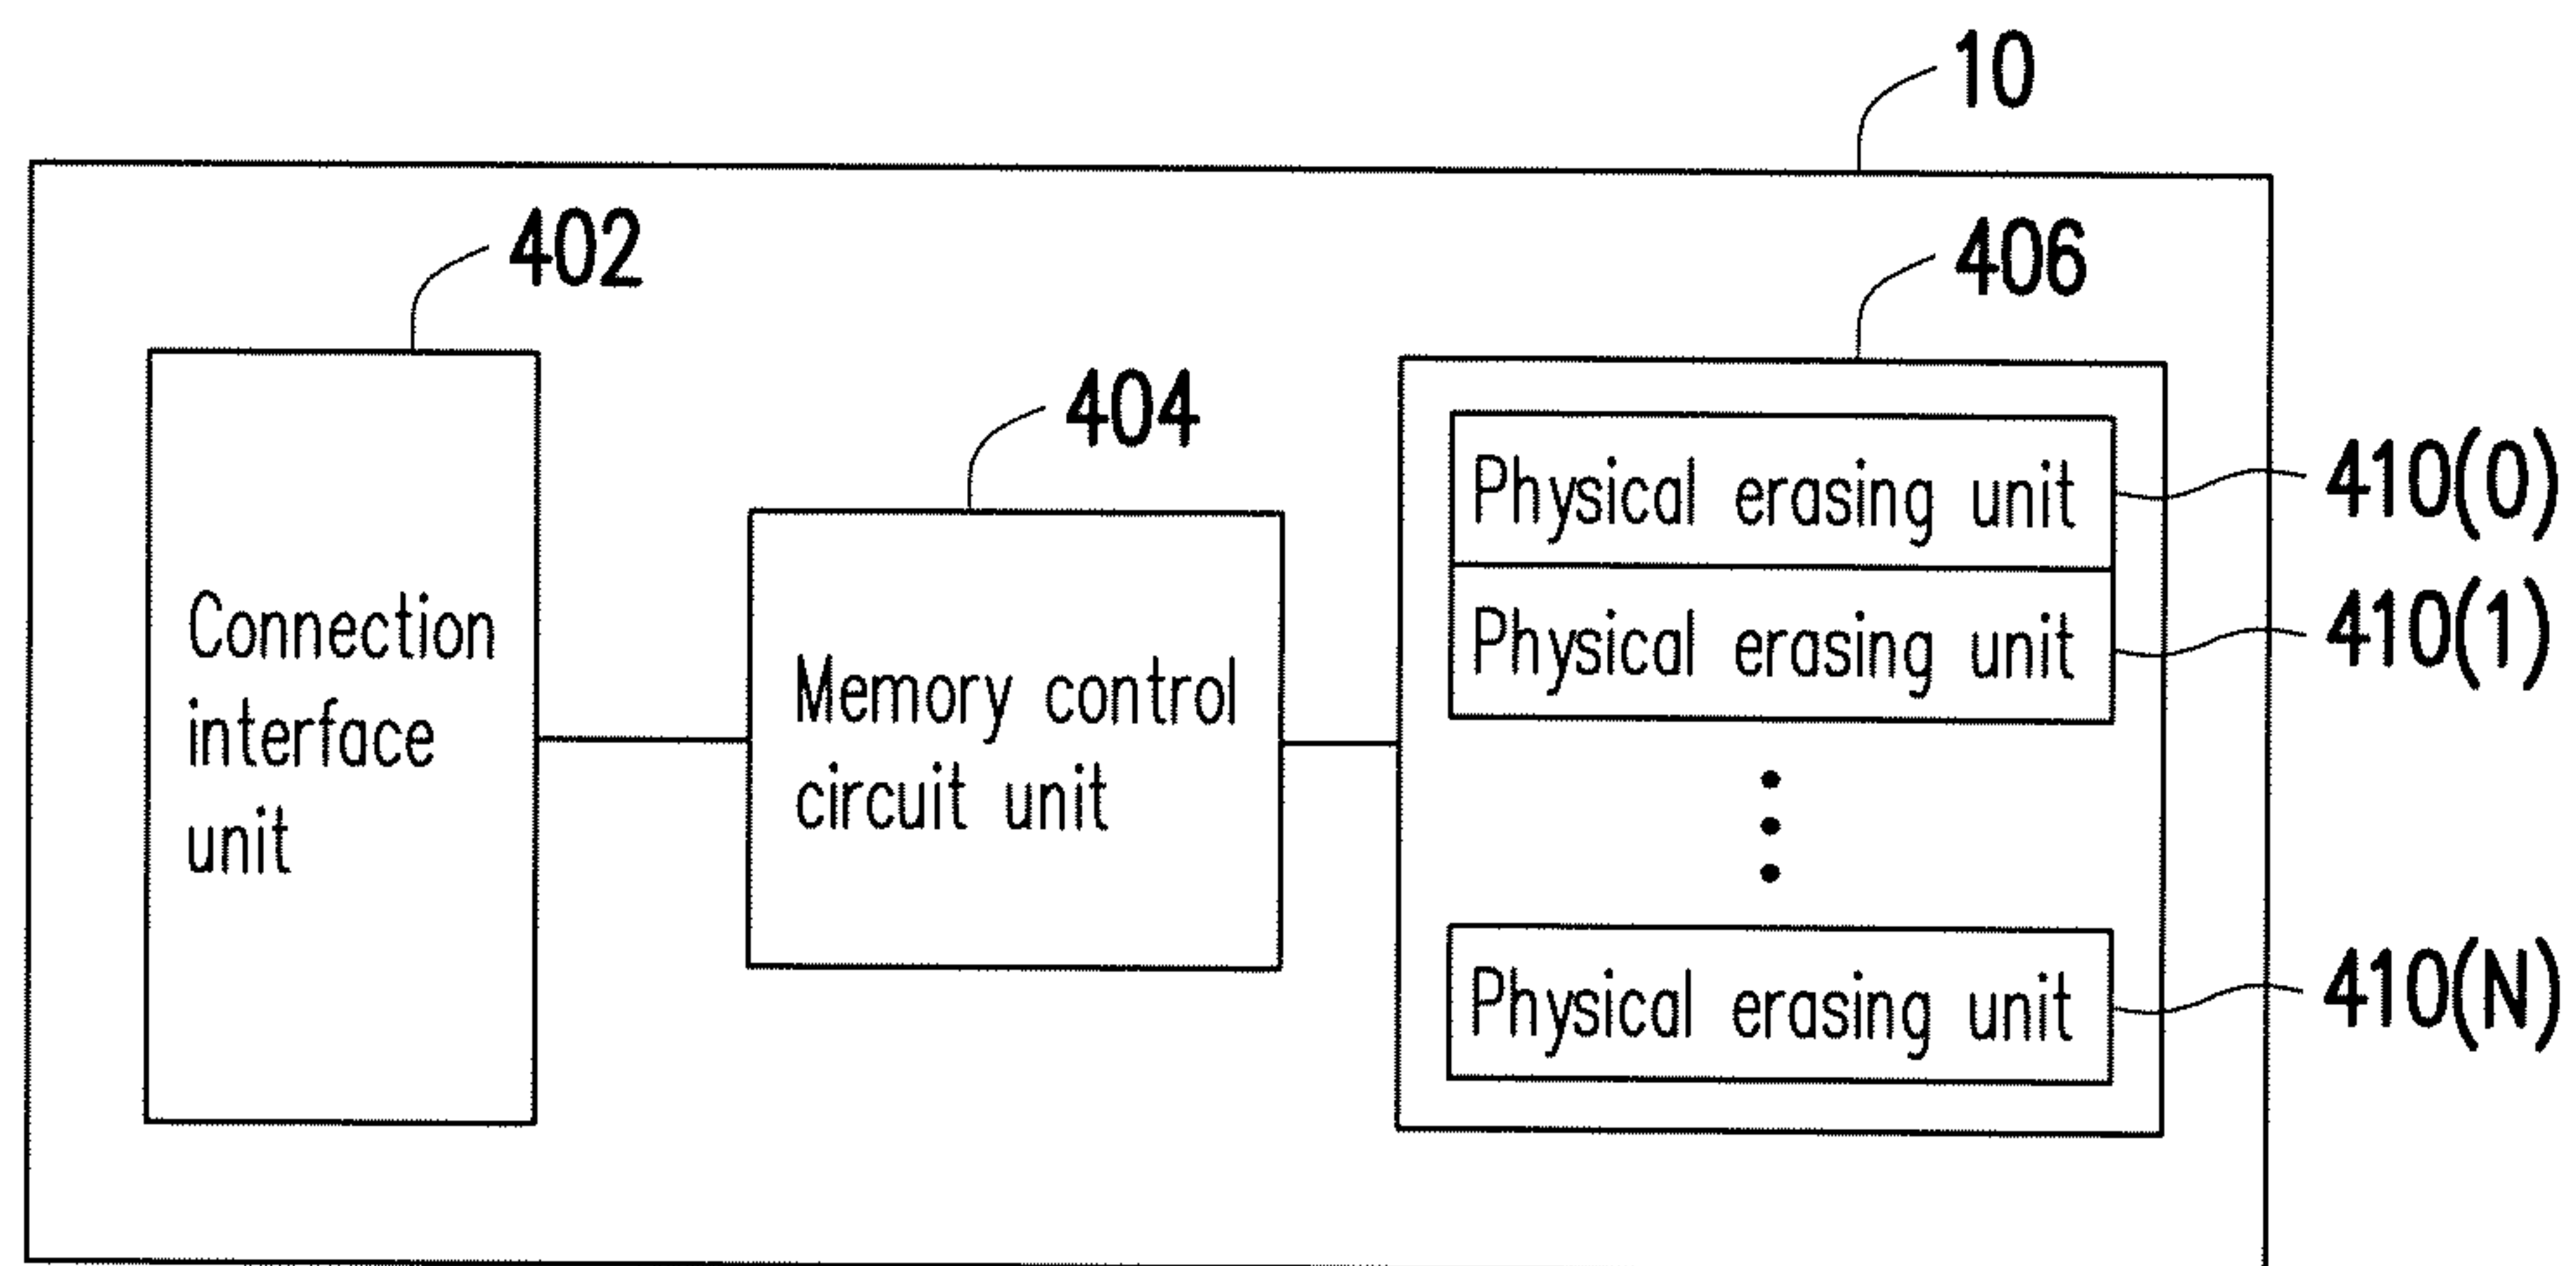 10
402
404
406
Connection
interface
unit
Memory control
circuit unit
Physical erasing unit
410(0)
Physical erasing unit
410(1)
Physical erasing unit
410(N)